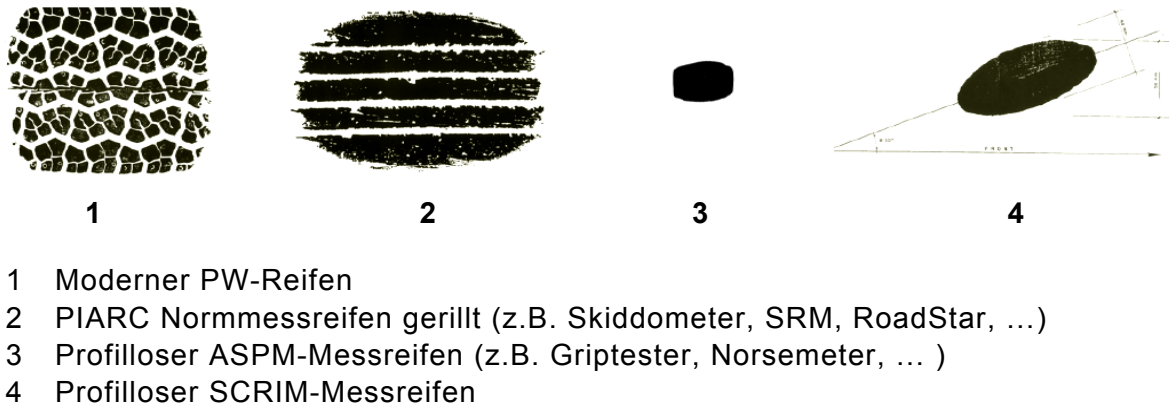 FRONT
1 2 3 4
1 Moderner PW-Reifen
2 PIARC Normmessreifen gerillt (z.B. Skiddometer, SRM, RoadStar, ...)
3 Profilloser ASPM-Messreifen (z.B. Griptester, Norsemeter, ... )
4 Profilloser SCRIM-Messreifen